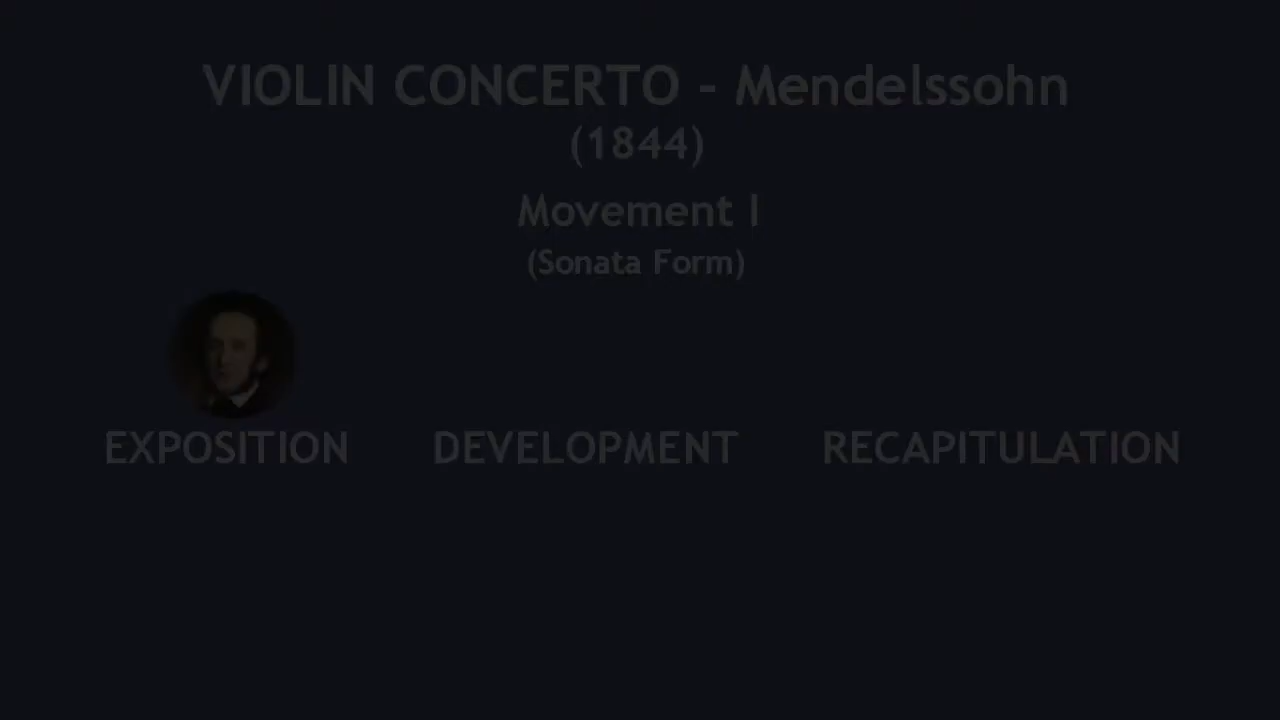 VIOLIN CONCERTO - Mendelssohn
(1844)
Movement I
(Sonata Form)
EXPOSITION DEVELOPMENT RECAPITULATION